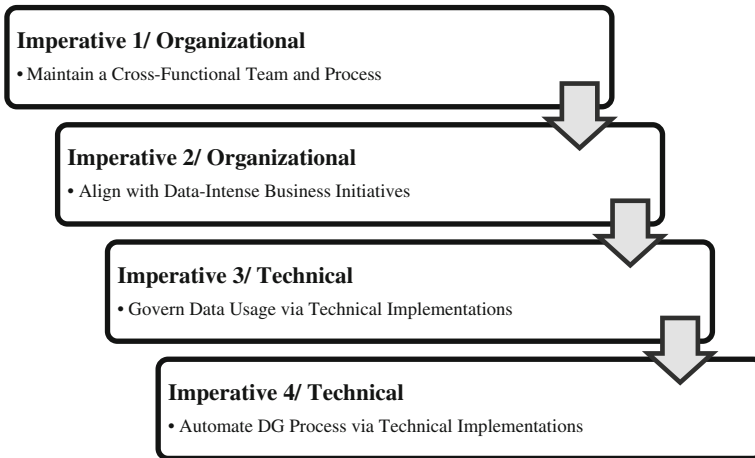 Imperative 1/ Organizational
• Maintain a Cross-Functional Team and Process
Imperative 2/ Organizational
• Align with Data-Intense Business Initiatives
Imperative 3/ Technical
• Govern Data Usage via Technical Implementations
Imperative 4/ Technical
• Automate DG Process via Technical Implementations